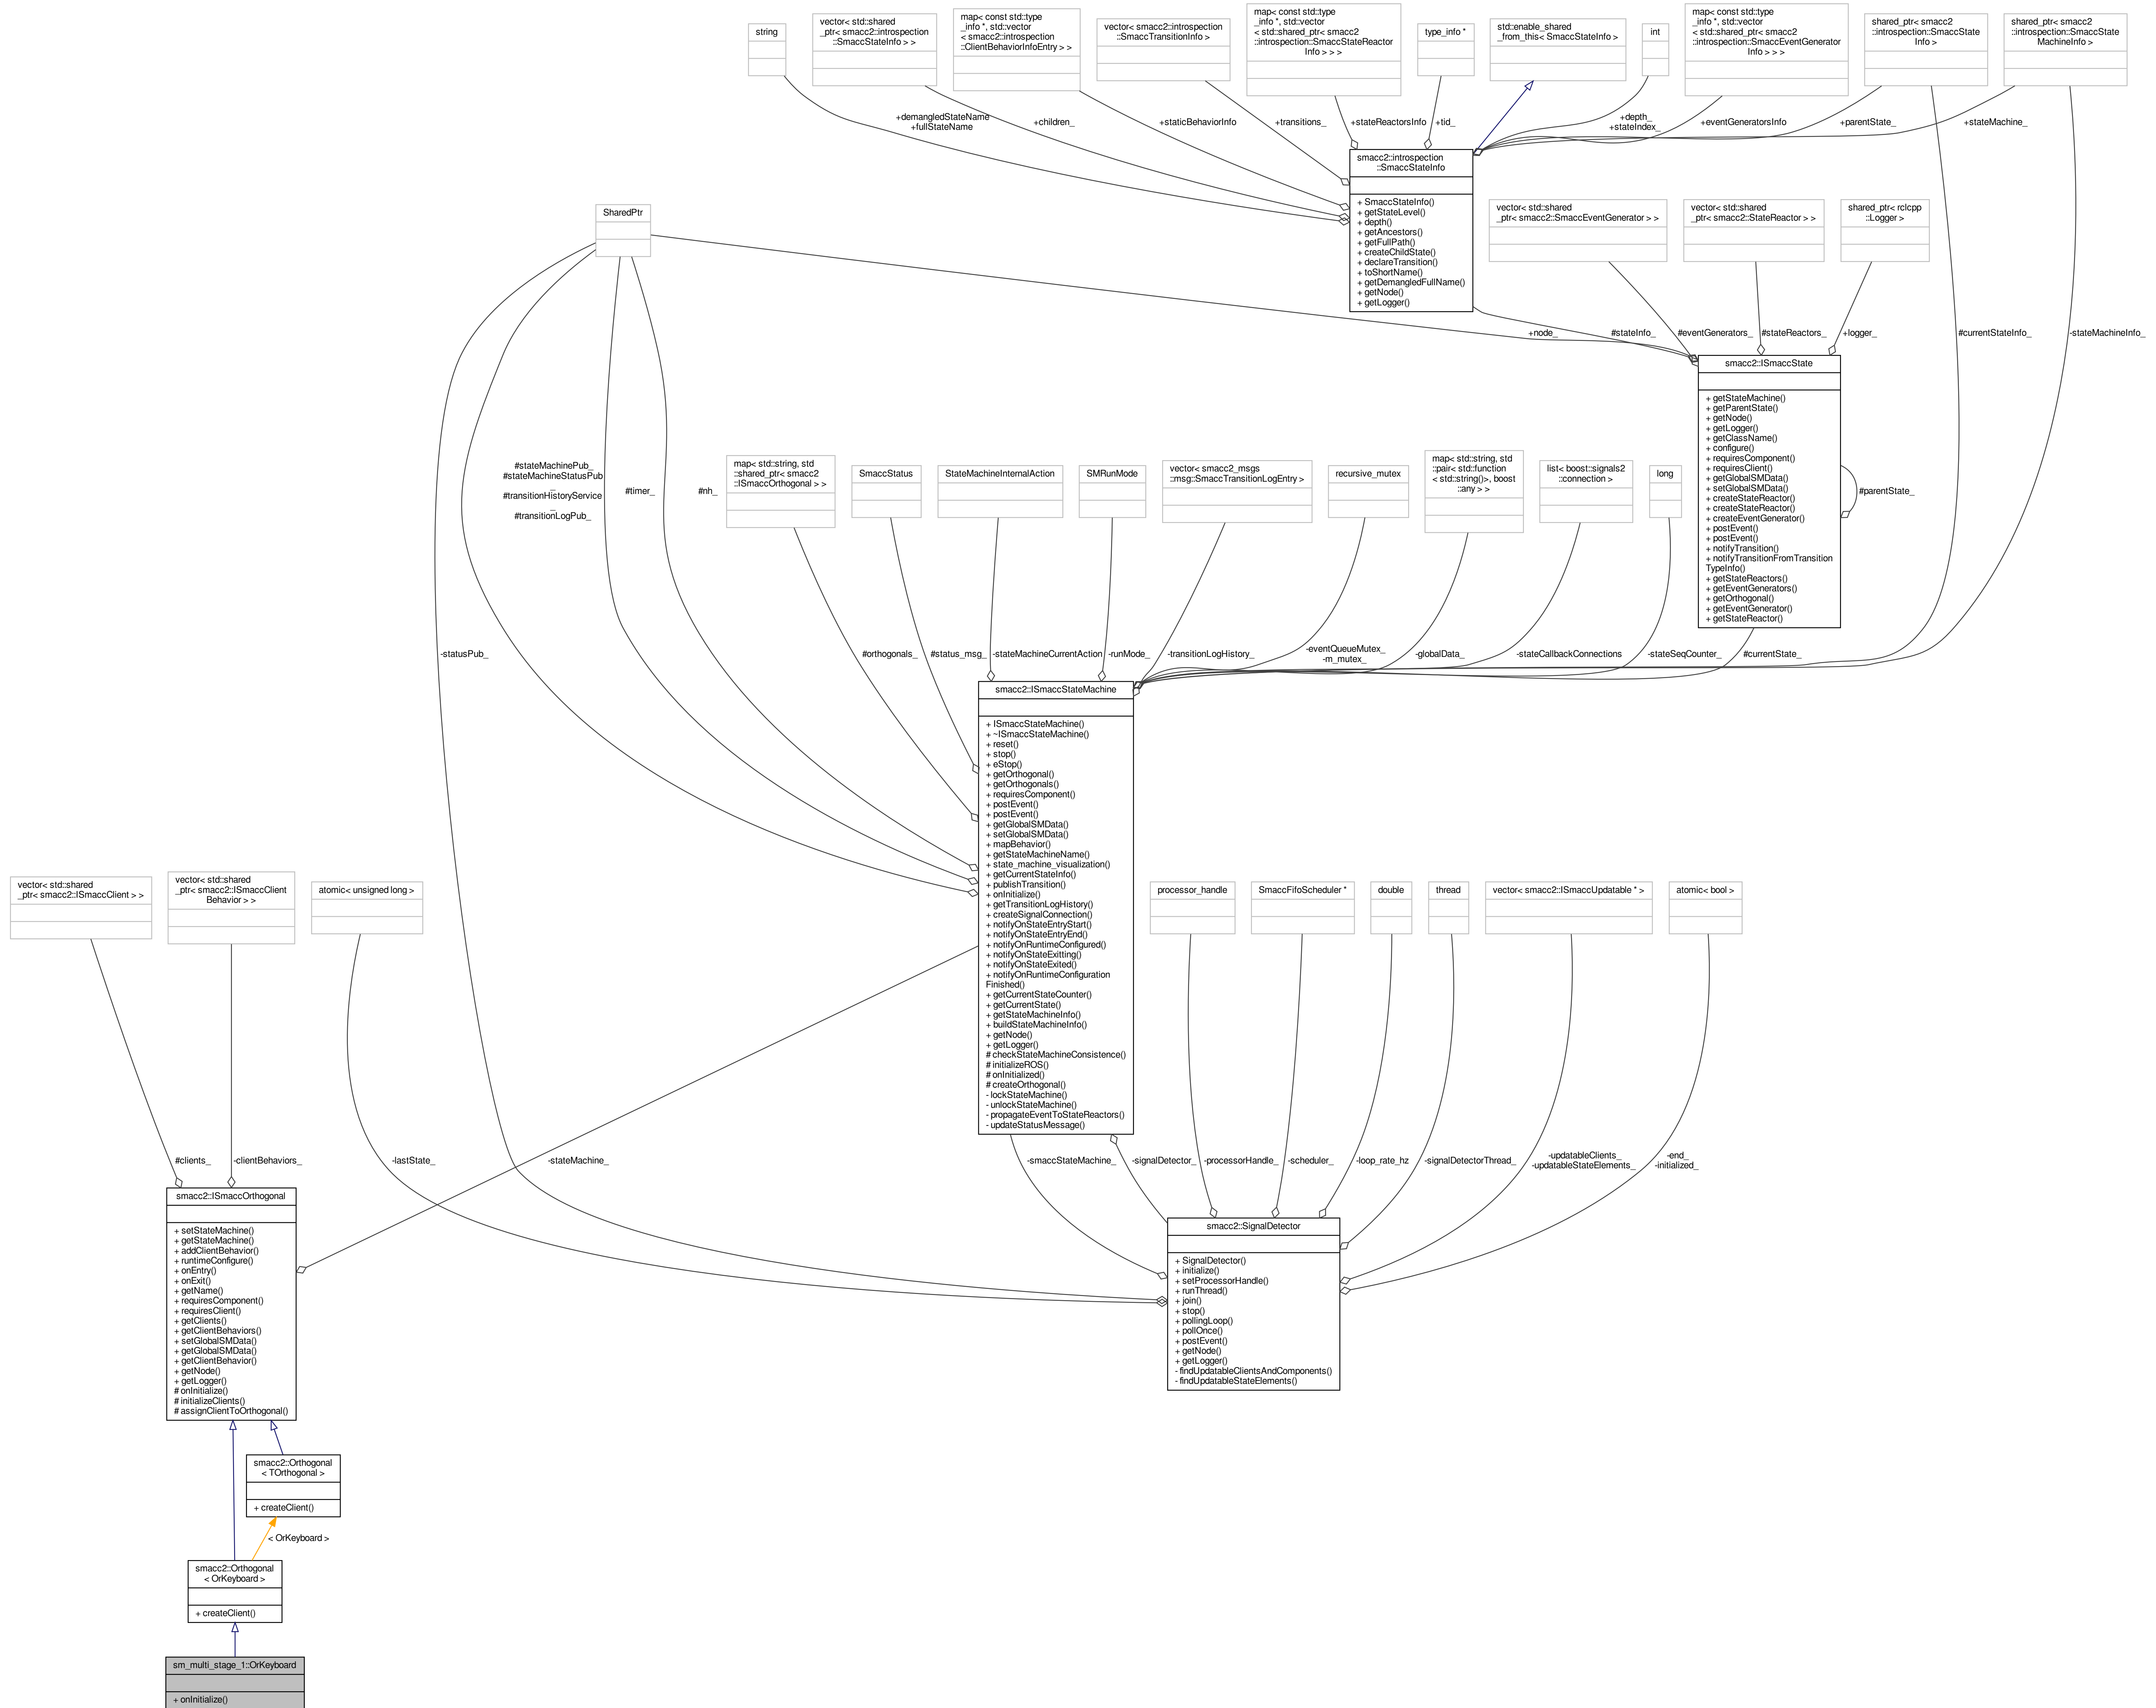 string
vector< std::shared
_ptr< smacc2::introspection
::SmaccStateInfo > >
map< const std::type
_info *, std::vector
< smacc2::introspection
::ClientBehaviorInfoEntry > >
vector< smacc2::introspection
::SmaccTransitionInfo >
map< const std::type
_info *, std::vector
< std::shared_ptr< smacc2
::introspection::SmaccStateReactor
Info > > >
type_info *
std::enable_shared
_from_this< SmaccStateInfo >
int
map< const std::type
_info *, std::vector
< std::shared_ptr< smacc2
::introspection::SmaccEventGenerator
Info > > >
shared_ptr< smacc2
::introspection::SmaccState
Info >
shared_ptr< smacc2
::introspection::SmaccState
MachineInfo >
+demangledStateName
+fullStateName
+children_
+staticBehaviorInfo
+transitions_
+stateReactorsInfo
+tid_
+depth_
+stateIndex_
+eventGeneratorsInfo
+parentState_
+stateMachine_
smacc2::introspection
::SmaccStateInfo
+ SmaccStateInfo()
+ getStateLevel()
+ depth()
+ getAncestors()
+ getFullPath()
+ createChildState()
+ declareTransition()
+ toShortName()
+ getDemangledFullName()
+ getNode()
+ getLogger()
SharedPtr
vector< std::shared
_ptr< smacc2::SmaccEventGenerator > >
vector< std::shared
_ptr< smacc2::StateReactor > >
shared_ptr< rclcpp
::Logger >
+node_
#stateInfo_
#eventGenerators_
#stateReactors_
+logger_
#currentStateInfo_
-stateMachineInfo_
smacc2::ISmaccState
+ getStateMachine()
+ getParentState()
+ getNode()
+ getLogger()
+ getClassName()
+ configure()
+ requiresComponent()
+ requiresClient()
+ getGlobalSMData()
+ setGlobalSMData()
+ createStateReactor()
+ createStateReactor()
+ createEventGenerator()
+ postEvent()
+ postEvent()
+ notifyTransition()
+ notifyTransitionFromTransition
TypeInfo()
+ getStateReactors()
+ getEventGenerators()
+ getOrthogonal()
+ getEventGenerator()
+ getStateReactor()
#parentState_
#stateMachinePub_
#stateMachineStatusPub
_
#transitionHistoryService
_
#transitionLogPub_
#timer_
#nh_
map< std::string, std
::shared_ptr< smacc2
::ISmaccOrthogonal > >
SmaccStatus
StateMachineInternalAction
SMRunMode
vector< smacc2_msgs
::msg::SmaccTransitionLogEntry >
recursive_mutex
map< std::string, std
::pair< std::function
< std::string()>, boost
::any > >
list< boost::signals2
::connection >
long
-statusPub_
#orthogonals_
#status_msg_
-stateMachineCurrentAction
-runMode_
-transitionLogHistory_
-eventQueueMutex_
-m_mutex_
-globalData_
-stateCallbackConnections
-stateSeqCounter_
#currentState_
smacc2::ISmaccStateMachine
+ ISmaccStateMachine()
+ ~ISmaccStateMachine()
+ reset()
+ stop()
+ eStop()
+ getOrthogonal()
+ getOrthogonals()
+ requiresComponent()
+ postEvent()
+ postEvent()
+ getGlobalSMData()
+ setGlobalSMData()
+ mapBehavior()
+ getStateMachineName()
+ state_machine_visualization()
+ getCurrentStateInfo()
+ publishTransition()
+ onInitialize()
+ getTransitionLogHistory()
+ createSignalConnection()
+ notifyOnStateEntryStart()
+ notifyOnStateEntryEnd()
+ notifyOnRuntimeConfigured()
+ notifyOnStateExitting()
+ notifyOnStateExited()
+ notifyOnRuntimeConfiguration
Finished()
+ getCurrentStateCounter()
+ getCurrentState()
+ getStateMachineInfo()
+ buildStateMachineInfo()
+ getNode()
+ getLogger()
# checkStateMachineConsistence()
# initializeROS()
# onInitialized()
# createOrthogonal()
- lockStateMachine()
- unlockStateMachine()
- propagateEventToStateReactors()
- updateStatusMessage()
vector< std::shared
_ptr< smacc2::ISmaccClient > >
vector< std::shared
_ptr< smacc2::ISmaccClient
Behavior > >
atomic< unsigned long >
processor_handle
SmaccFifoScheduler *
double
thread
vector< smacc2::ISmaccUpdatable * >
atomic< bool >
#clients_
-clientBehaviors_
-lastState_
-stateMachine_
-smaccStateMachine_
-signalDetector_
-processorHandle_
-scheduler_
-loop_rate_hz
-signalDetectorThread_
-updatableClients_
-updatableStateElements_
-end_
-initialized_
smacc2::ISmaccOrthogonal
+ setStateMachine()
+ getStateMachine()
+ addClientBehavior()
+ runtimeConfigure()
+ onEntry()
+ onExit()
+ getName()
+ requiresComponent()
+ requiresClient()
+ getClients()
+ getClientBehaviors()
+ setGlobalSMData()
+ getGlobalSMData()
+ getClientBehavior()
+ getNode()
+ getLogger()
# onInitialize()
# initializeClients()
# assignClientToOrthogonal()
smacc2::SignalDetector
+ SignalDetector()
+ initialize()
+ setProcessorHandle()
+ runThread()
+ join()
+ stop()
+ pollingLoop()
+ pollOnce()
+ postEvent()
+ getNode()
+ getLogger()
- findUpdatableClientsAndComponents()
- findUpdatableStateElements()
smacc2::Orthogonal
< TOrthogonal >
+ createClient()
< OrKeyboard >
smacc2::Orthogonal
< OrKeyboard >
+ createClient()
sm_multi_stage_1::OrKeyboard
+ onInitialize()